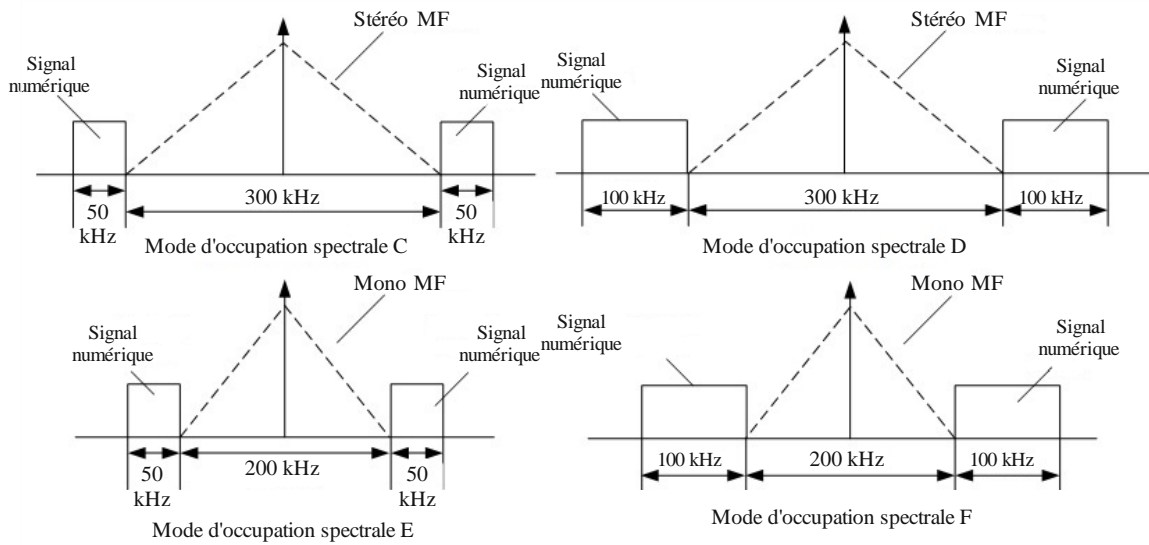 Stéréo MF
Signal
numérique
Signal
numérique
50
kHz
300 kHz
50
kHz
Mode d'occupation spectrale C
Stéréo MF
Signal
numérique
Signal
numérique
100 kHz
300 kHz
100 kHz
Mode d'occupation spectrale D
Mono MF
Signal
numérique
Signal
numérique
50
kHz
200 kHz
50
kHz
Mode d'occupation spectrale E
Mono MF
Signal
numérique
Signal
numérique
100 kHz
200 kHz
100 kHz
Mode d'occupation spectrale F